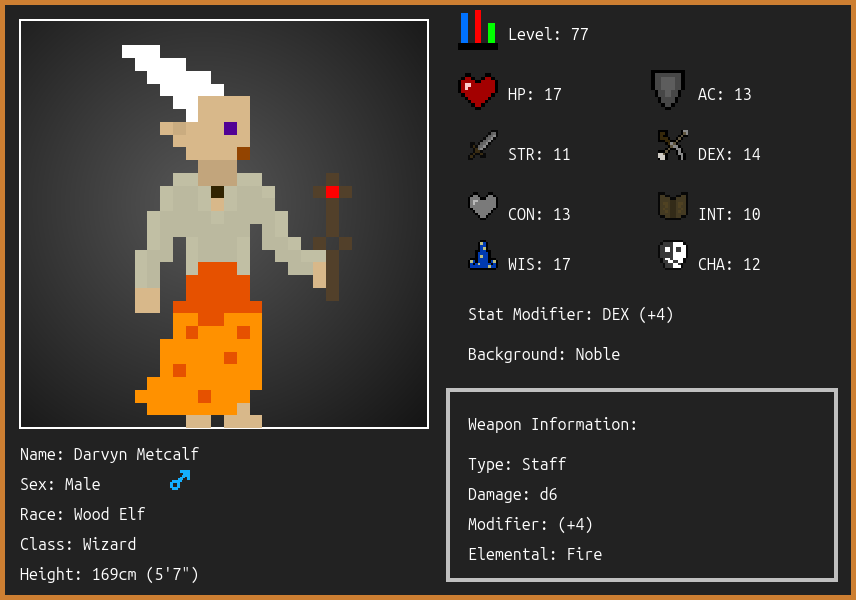 Level: 77
HP: 17
AC: 13
STR: 11
DEX: 14
CON: 13
INT: 10
WIS: 17
CHA: 12
Stat Modifier: DEX (+4)
Background: Noble
Weapon Information:
Type: Staff
Damage: d6
Modifier: (+4)
Elemental: Fire
Name: Darvyn Metcalf
Sex: Male
Race: Wood Elf
Class: Wizard
Height: 169cm (5'7")